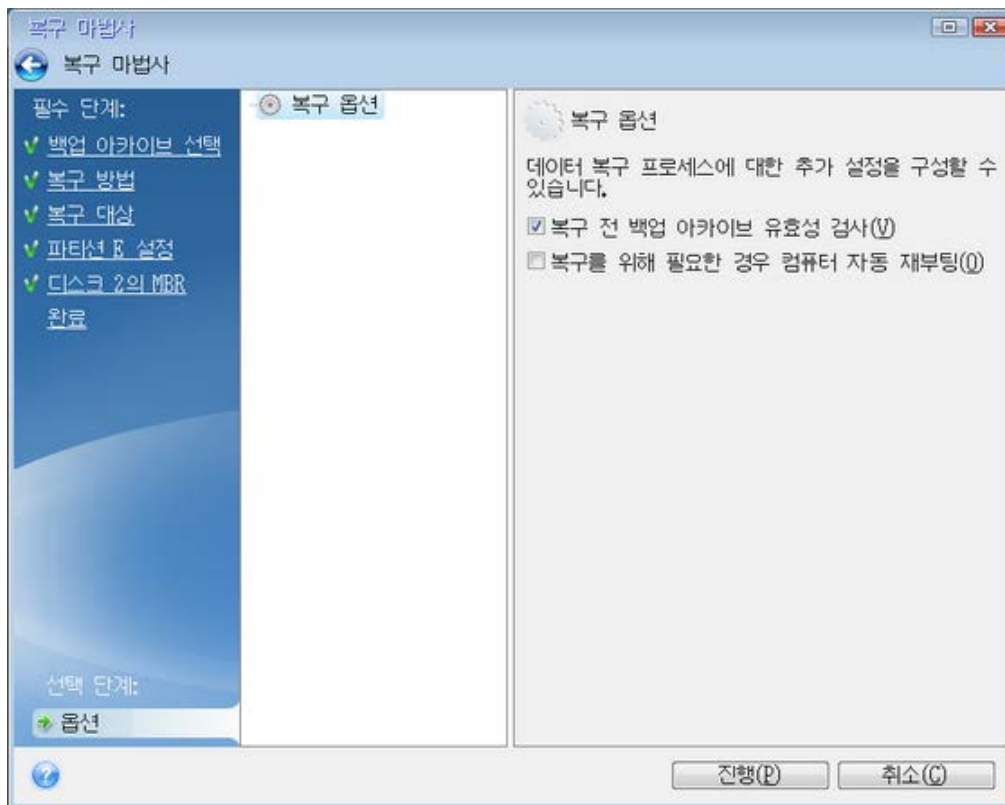 복구 마법사
복구 마법사
필수 단계:
백업 아카이브 선택
복구 방법
복구 대상
파티션 E 설정
디스크 2의 MBR
완료
선택 단계:
옵션
복구 옵션
복구 옵션
데이터 복구 프로세스에 대한 추가 설정을 구성할 수
있습니다.
복구 전 백업 아카이브 유효성 검사(V)
복구를 위해 필요한 경우 컴퓨터 자동 재부팅(O)
진행(P)
취소(C)